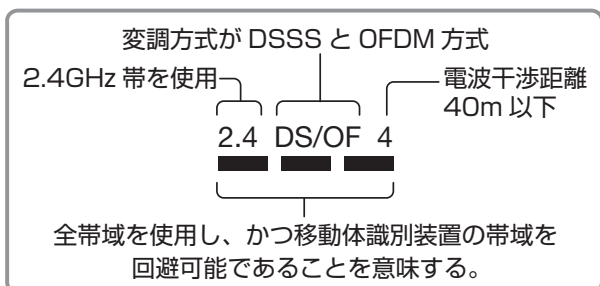 変調方式が DSSS と OFDM 方式
2.4GHz 帯を使用
電波干渉距離
40m 以下
2.4 DS/OF 4
全帯域を使用し、かつ移動体識別装置の帯域を
回避可能であることを意味する。